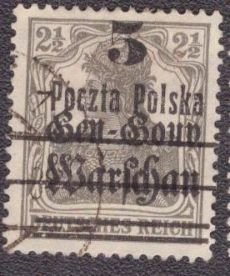 5
2½ 2½
Poczta Polska
Gen.-Gouv.
Warschau
DEUTSCHES REICH